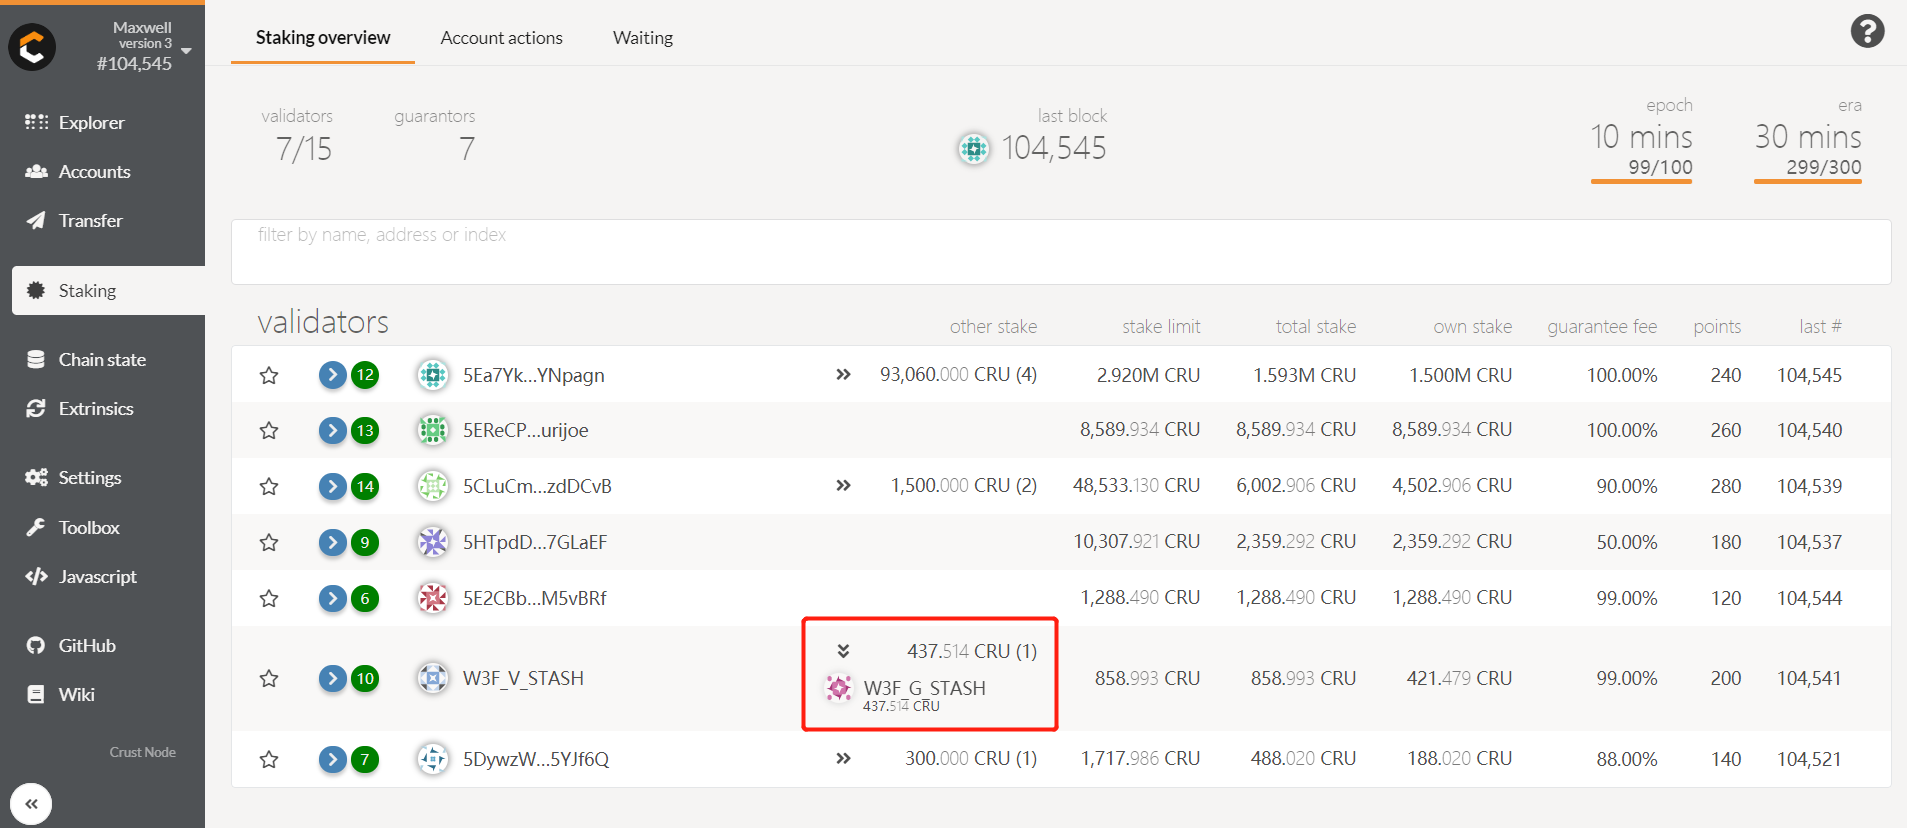 Maxwell
version 3
#104,545
Explorer
Accounts
Transfer
Staking
Chain state
Extrinsics
Settings
Toolbox
Javascript
GitHub
Wiki
Crust Node
Staking overview Account actions Waiting
validators guarantors last block epoch era
7/15 7 104,545 10 mins 30 mins
99/100 299/300
filter by name, address or index
validators other stake stake limit total stake own stake guarantee fee points last #
12 5Ea7Yk...YNpagn 93,060.000 CRU (4) 2.920M CRU 1.593M CRU 1.500M CRU 100.00% 240 104,545
13 5EReCP...urijoe 8,589.934 CRU 8,589.934 CRU 8,589.934 CRU 100.00% 260 104,540
14 5CLuCm...zdDCvB 1,500.000 CRU (2) 48,533.130 CRU 6,002.906 CRU 4,502.906 CRU 90.00% 280 104,539
9 5HTpdD...7GLaEF 10,307.921 CRU 2,359.292 CRU 2,359.292 CRU 50.00% 180 104,537
6 5E2CBb...M5vBRf 1,288.490 CRU 1,288.490 CRU 1,288.490 CRU 99.00% 120 104,544
10 W3F_V_STASH 437.514 CRU (1) 858.993 CRU 858.993 CRU 421.479 CRU 99.00% 200 104,541
W3F_G_STASH
437.514 CRU
7 5DywzW...5YJf6Q 300.000 CRU (1) 1,717.986 CRU 488.020 CRU 188.020 CRU 88.00% 140 104,521